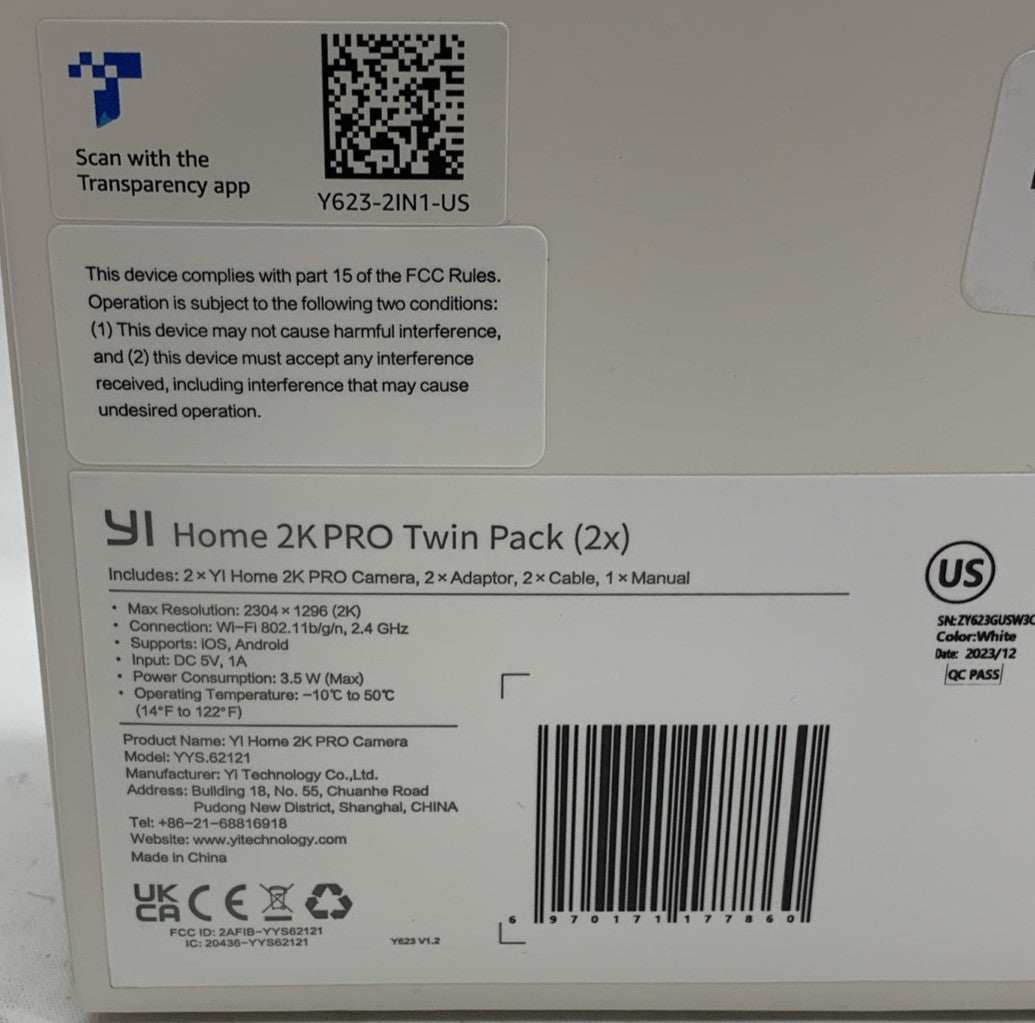 Scan with the
Transparency app
Y623-2IN1-US
This device complies with part 15 of the FCC Rules.
Operation is subject to the following two conditions:
(1) This device may not cause harmful interference,
and (2) this device must accept any interference
received, including interference that may cause
undesired operation.
YI Home 2K PRO Twin Pack (2x)
Includes: 2 × YI Home 2K PRO Camera, 2 × Adaptor, 2 × Cable, 1 × Manual
• Max Resolution: 2304 × 1296 (2K)
• Connection: Wi-Fi 802.11b/g/n, 2.4 GHz
• Supports: iOS, Android
• Input: DC 5V, 1A
• Power Consumption: 3.5 W (Max)
• Operating Temperature: -10℃ to 50℃
(14°F to 122°F)
Product Name: YI Home 2K PRO Camera
Model: YYS.62121
Manufacturer: Yi Technology Co.,Ltd.
Address: Building 18, No. 55, Chuanhe Road
Pudong New District, Shanghai, CHINA
Tel: +86-21-68816918
Website: www.yitechnology.com
Made in China
UK CA CE
FCC ID: 2AFIB-YYS62121
IC: 20436-YYS62121
Y623 V1.2
6 970171 177860
US
SN: ZY623GUSW3C
Color:White
Date: 2023/12
QC PASS